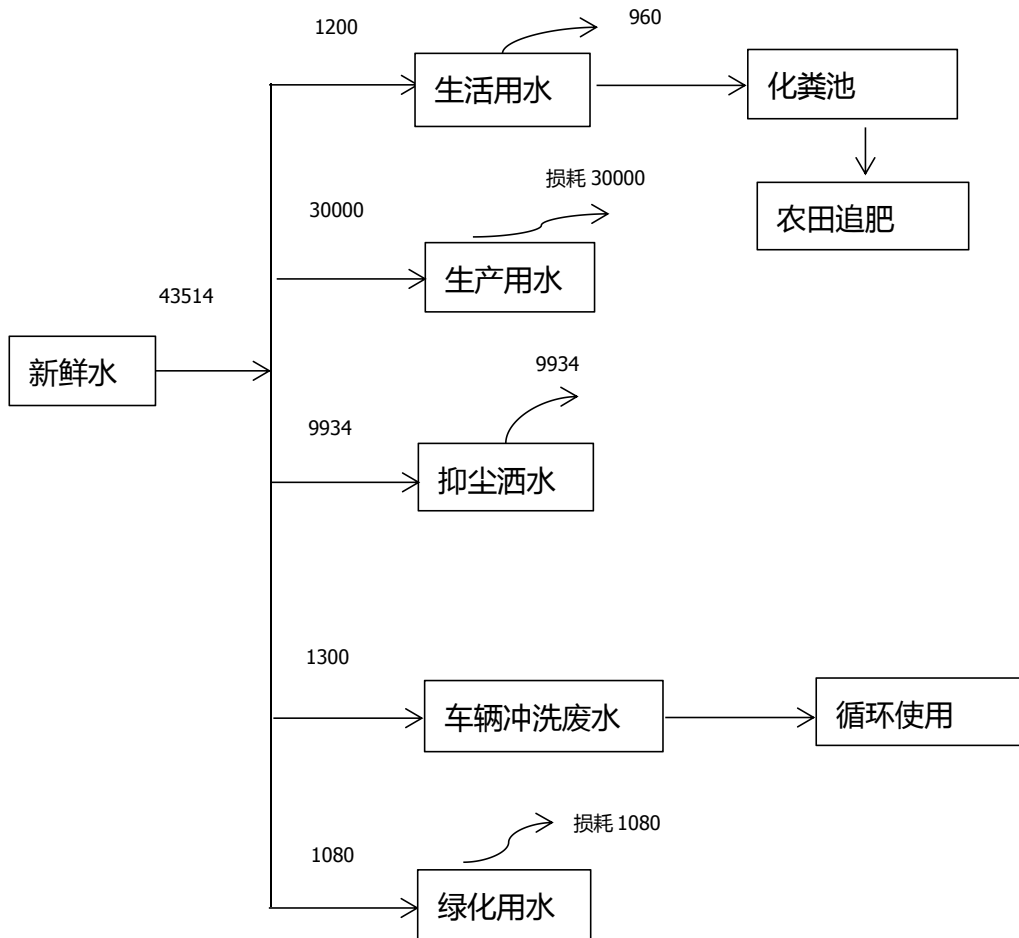 1200
960
生活用水
化粪池
损耗 30000
30000
农田追肥
生产用水
43514
新鲜水
9934
9934
抑尘洒水
1300
车辆冲洗废水
循环使用
损耗 1080
1080
绿化用水